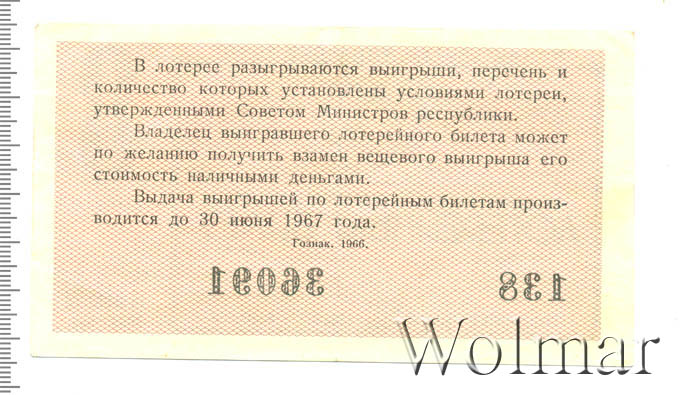 В лотерее разыгрываются выигрыши, перечень и
количество которых установлены условиями лотереи,
утвержденными Советом Министров республики.
Владелец выигравшего лотерейного билета может
по желанию получить взамен вещевого выигрыша его
стоимость наличными деньгами.
Выдача выигрышей по лотерейным билетам произ-
водится до 30 июня 1967 года.
Гознак. 1966.
36091 138
Wolmar